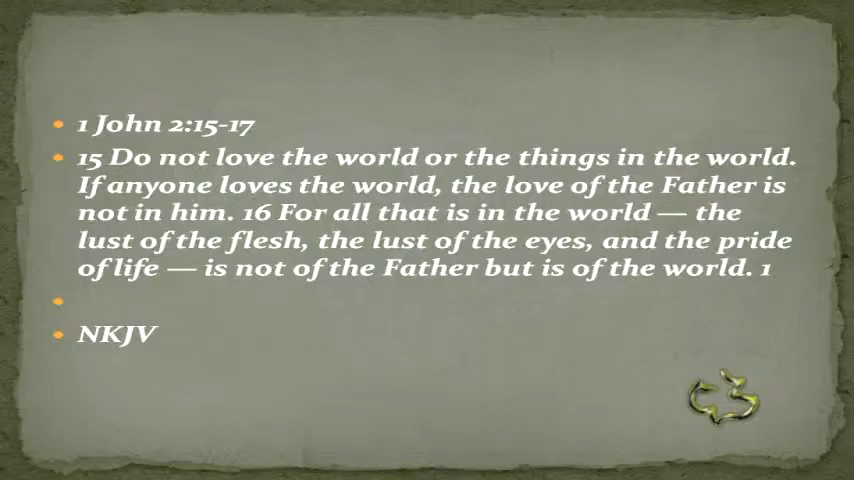 1 John 2:15-17
15 Do not love the world or the things in the world.
If anyone loves the world, the love of the Father is
not in him. 16 For all that is in the world — the
lust of the flesh, the lust of the eyes, and the pride
of life — is not of the Father but is of the world. 1
NKJV